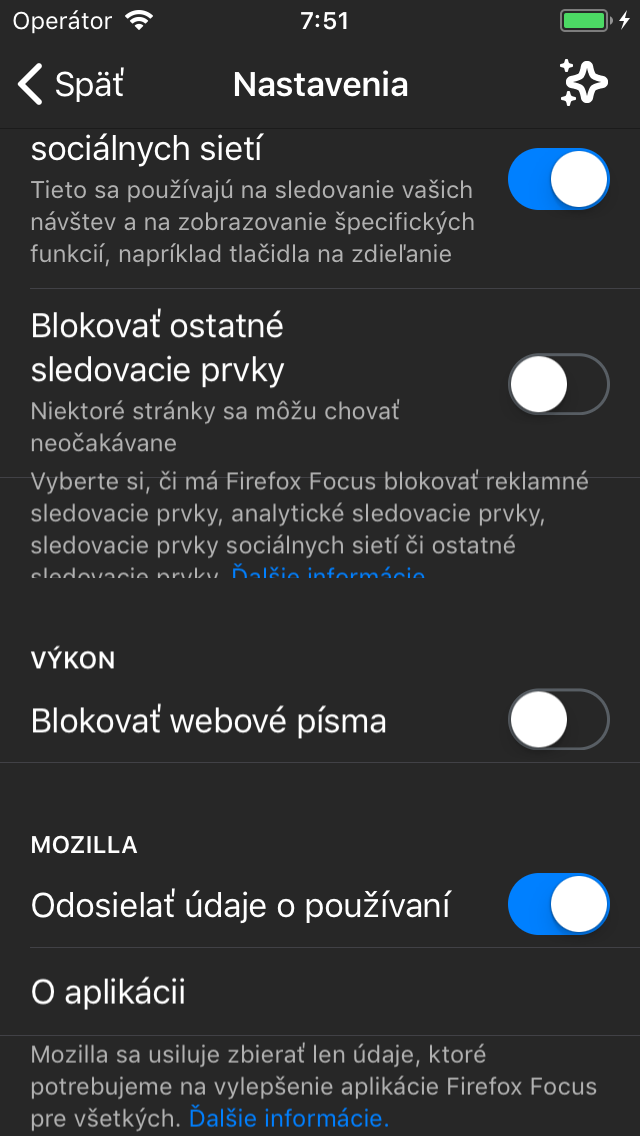 Operátor
7:51
Späť
Nastavenia
sociálnych sietí
Tieto sa používajú na sledovanie vašich
návštev a na zobrazovanie špecifických
funkcií, napríklad tlačidla na zdieľanie
Blokovať ostatné
sledovacie prvky
Niektoré stránky sa môžu chovať
neočakávane
Vyberte si, či má Firefox Focus blokovať reklamné
sledovacie prvky, analytické sledovacie prvky,
sledovacie prvky sociálnych sietí či ostatné
sledovacie prvky. Ďalšie informácie
VÝKON
Blokovať webové písma
MOZILLA
Odosielať údaje o používaní
O aplikácii
Mozilla sa usiluje zbierať len údaje, ktoré
potrebujeme na vylepšenie aplikácie Firefox Focus
pre všetkých. Ďalšie informácie.